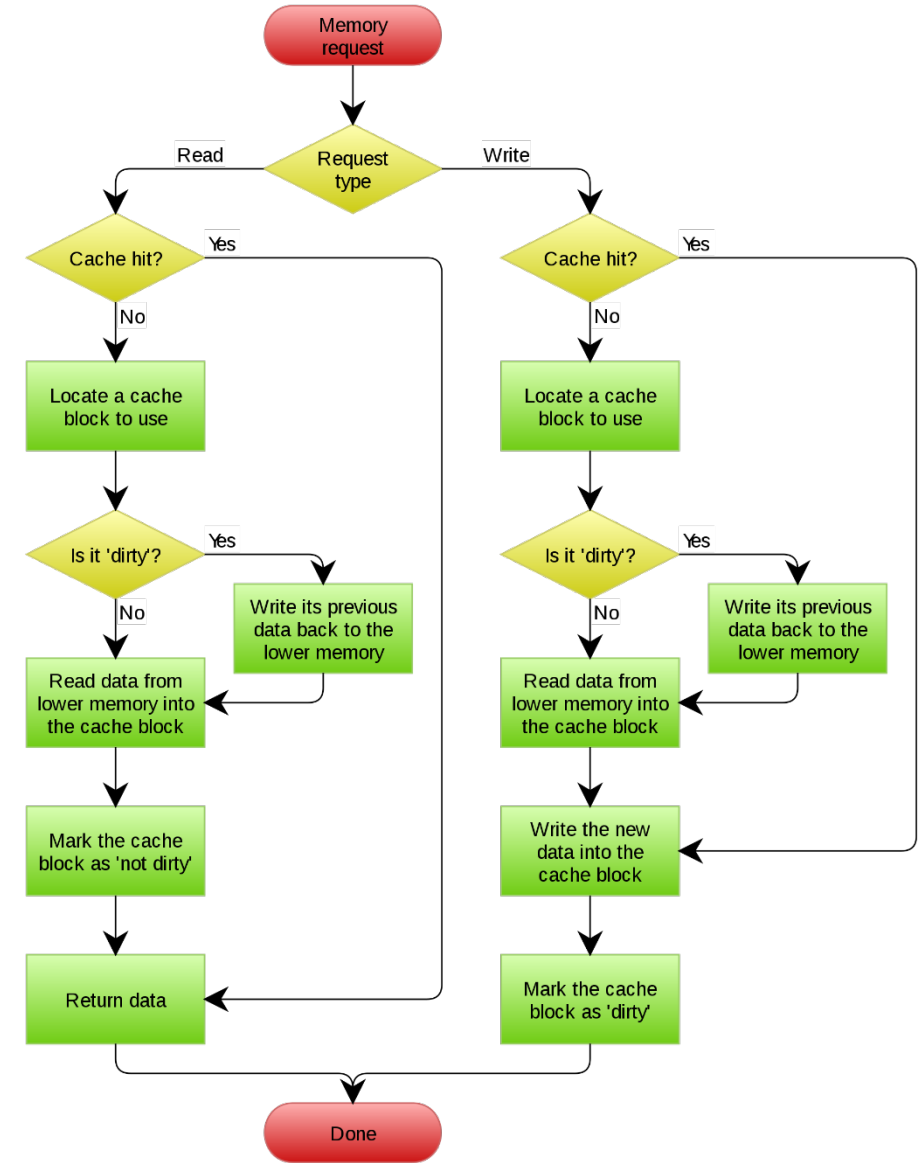 Memory
request
Request
type
Read
Write
Cache hit?
Yes
No
Locate a cache
block to use
Is it 'dirty'?
Yes
No
Write its previous
data back to the
lower memory
Read data from
lower memory into
the cache block
Mark the cache
block as 'not dirty'
Return data
Cache hit?
Yes
No
Locate a cache
block to use
Is it 'dirty'?
Yes
No
Write its previous
data back to the
lower memory
Read data from
lower memory into
the cache block
Write the new
data into the
cache block
Mark the cache
block as 'dirty'
Done